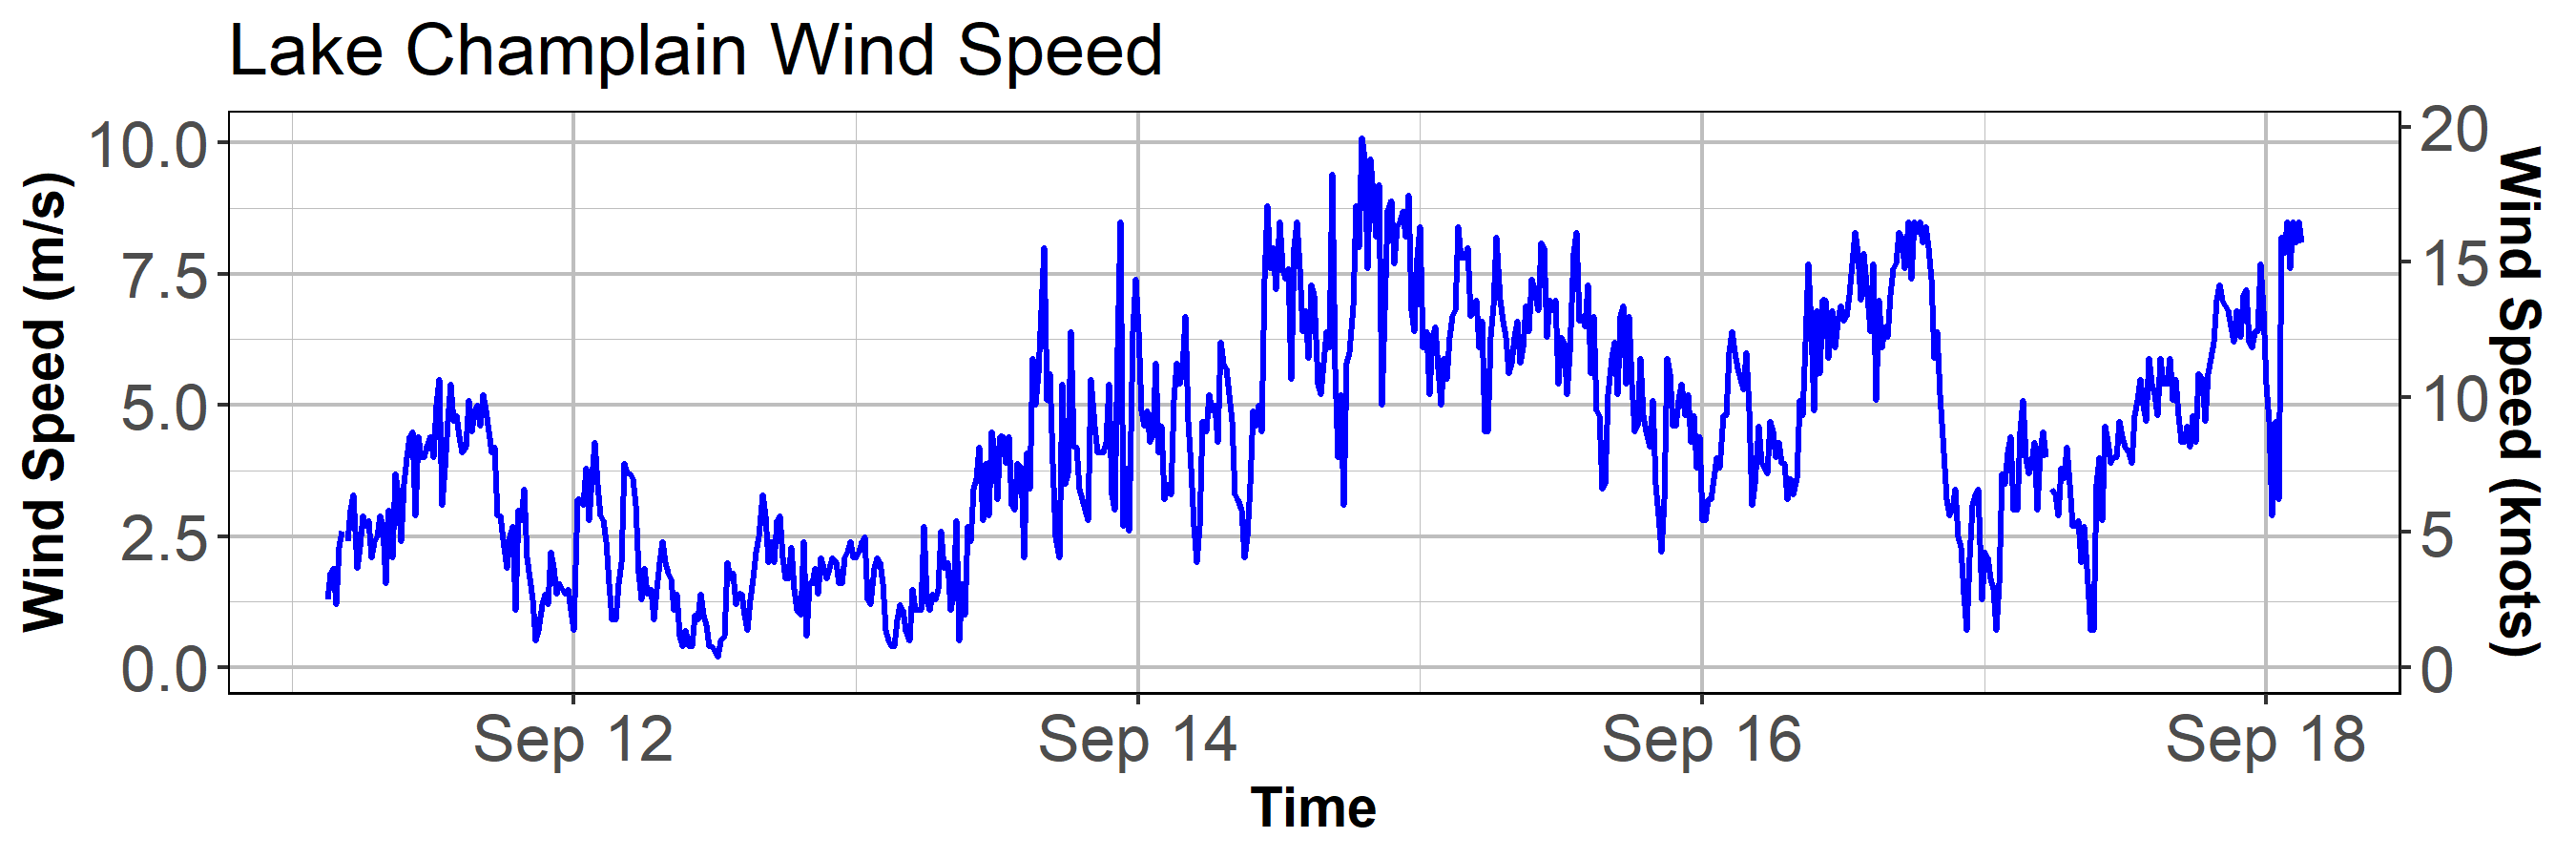 Lake Champlain Wind Speed
Wind Speed (m/s)
10.0
7.5
5.0
2.5
0.0
20
15
10
5
0
Wind Speed (knots)
Sep 12
Sep 14
Sep 16
Sep 18
Time